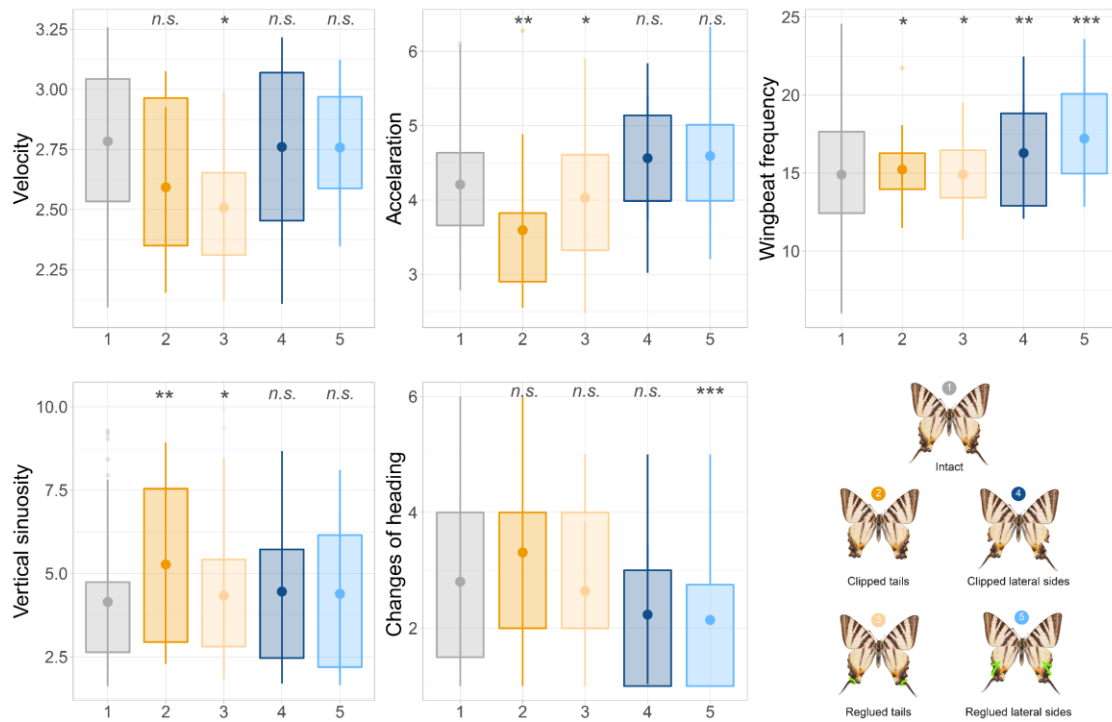 Velocity
n.s.
*
n.s.
n.s.
3.25
3.00
2.75
2.50
2.25
1 2 3 4 5
Accelaration
**
*
n.s.
n.s.
6
5
4
3
1 2 3 4 5
Wingbeat frequency
*
*
**
***
25
20
15
10
1 2 3 4 5
Vertical sinuosity
**
*
n.s.
n.s.
10.0
7.5
5.0
2.5
1 2 3 4 5
Changes of heading
n.s.
n.s.
n.s.
***
6
4
2
1 2 3 4 5
1
Intact
2
Clipped tails
4
Clipped lateral sides
3
Reglued tails
5
Reglued lateral sides